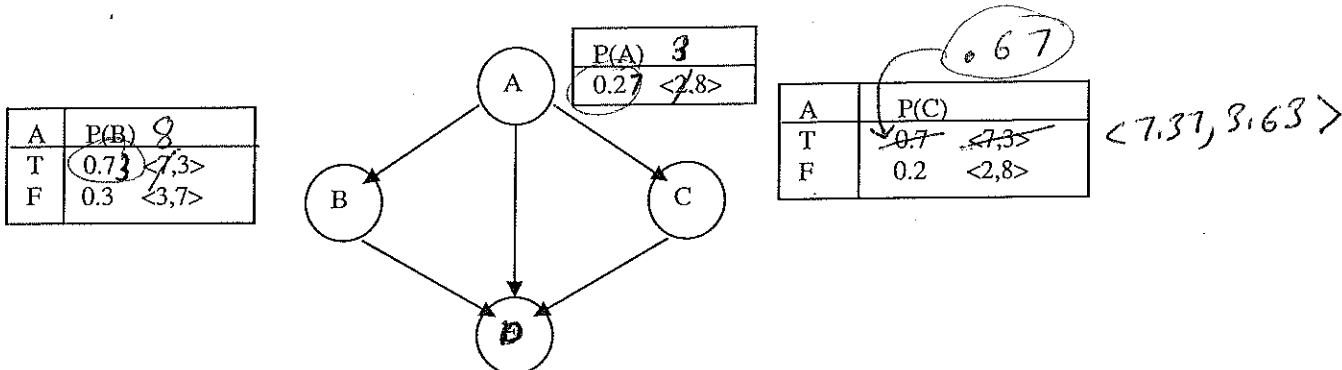 .67
P(A) 3
0.27 <2.8>
A
A P(B) 8
T 0.73 <7,3>
F 0.3 <3,7>
A P(C)
T 0.7 <7,3>
F 0.2 <2,8>
<7.37, 3.63>
B
C
D